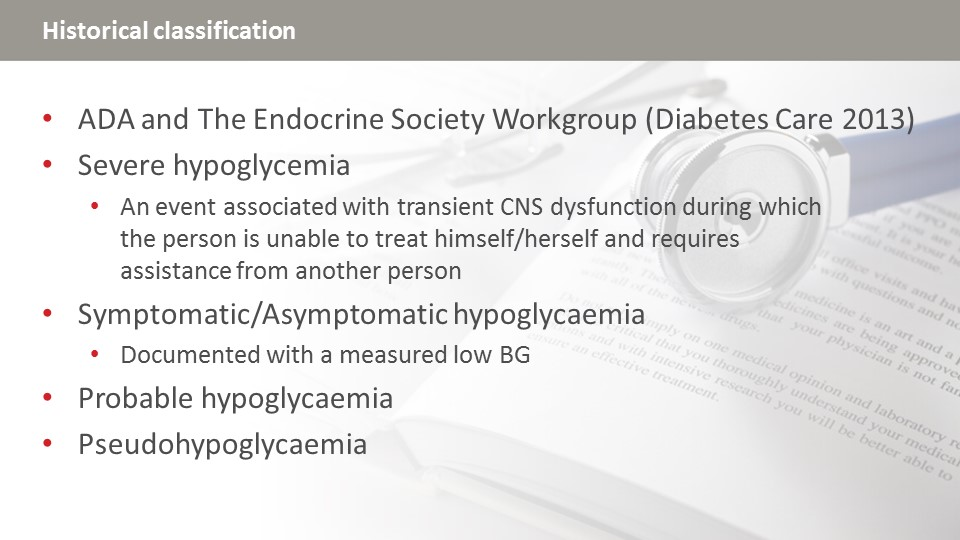 Historical classification
• ADA and The Endocrine Society Workgroup (Diabetes Care 2013)
• Severe hypoglycemia
• An event associated with transient CNS dysfunction during which
the person is unable to treat himself/herself and requires
assistance from another person
• Symptomatic/Asymptomatic hypoglycaemia
• Documented with a measured low BG
• Probable hypoglycaemia
• Pseudohypoglycaemia